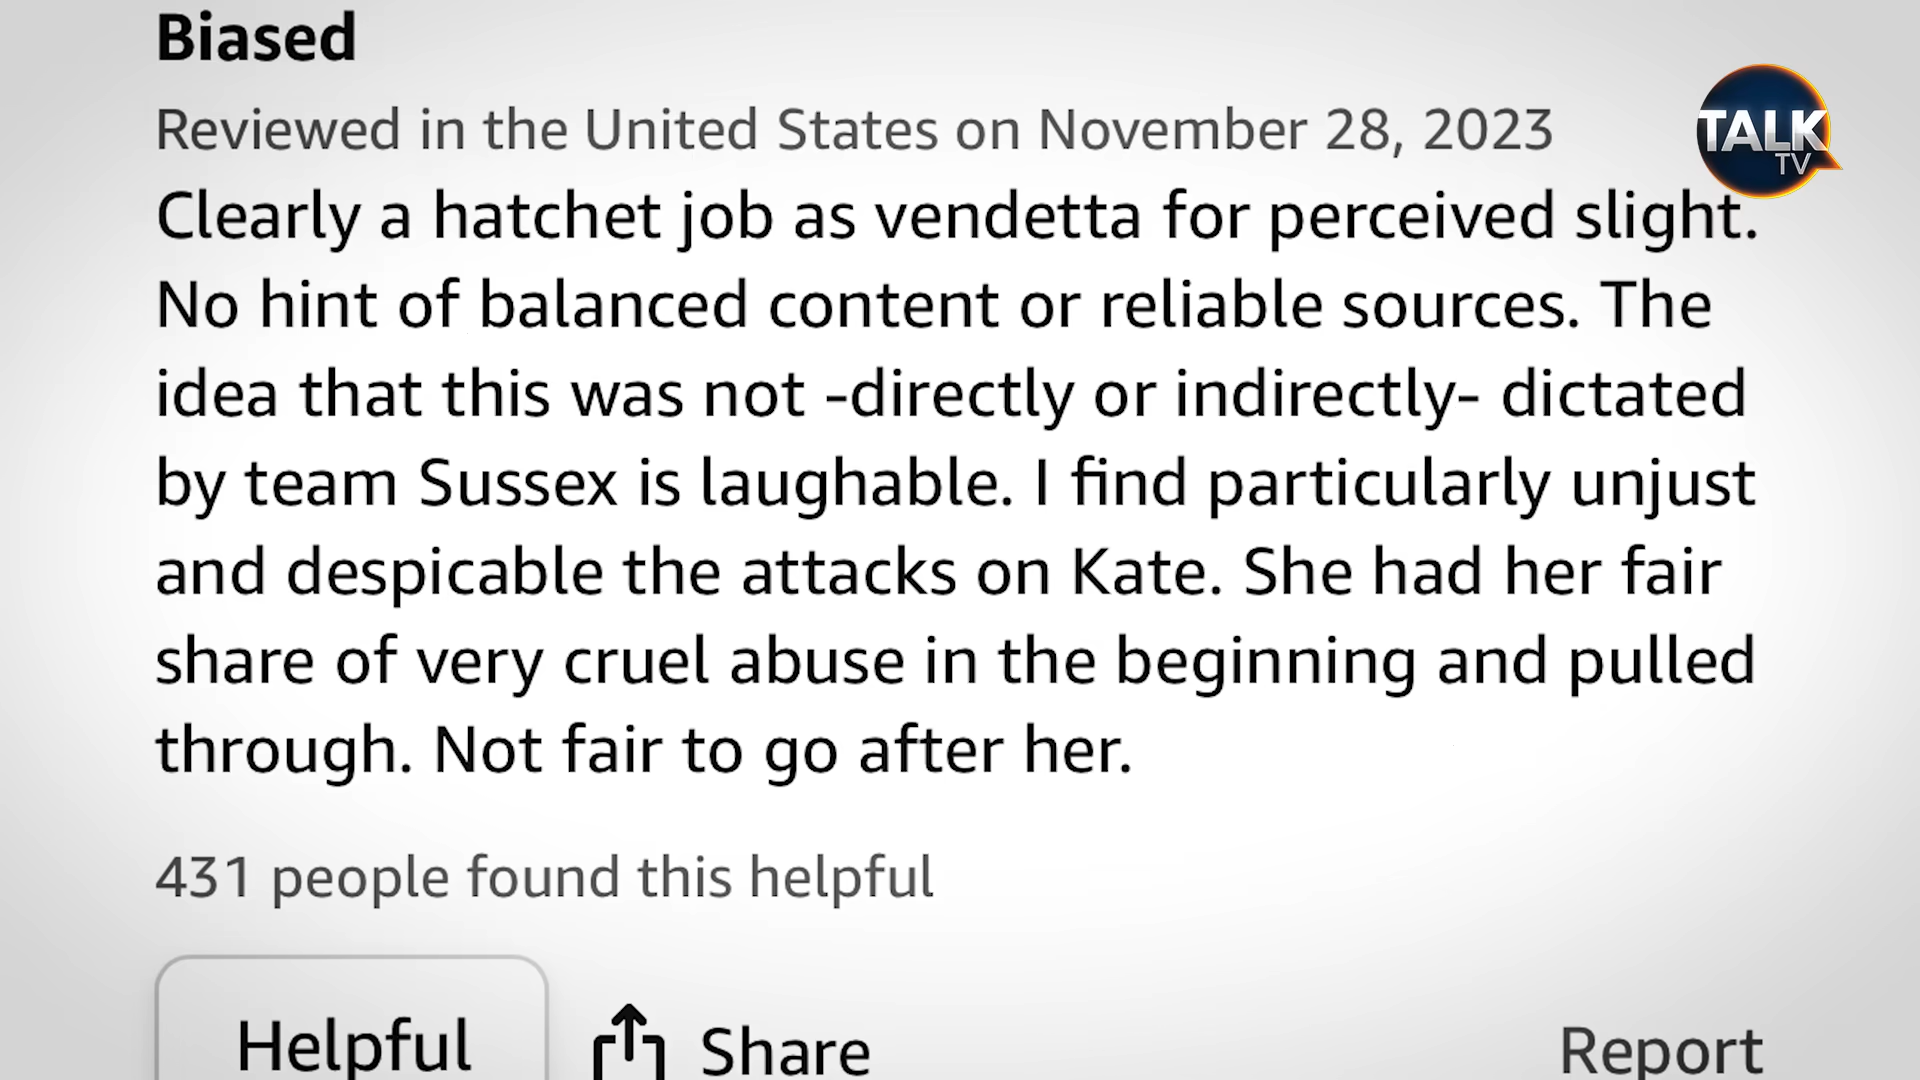 Biased
Reviewed in the United States on November 28, 2023
TALK
TV
Clearly a hatchet job as vendetta for perceived slight.
No hint of balanced content or reliable sources. The
idea that this was not -directly or indirectly- dictated
by team Sussex is laughable. I find particularly unjust
and despicable the attacks on Kate. She had her fair
share of very cruel abuse in the beginning and pulled
through. Not fair to go after her.
431 people found this helpful
Helpful
Share
Report